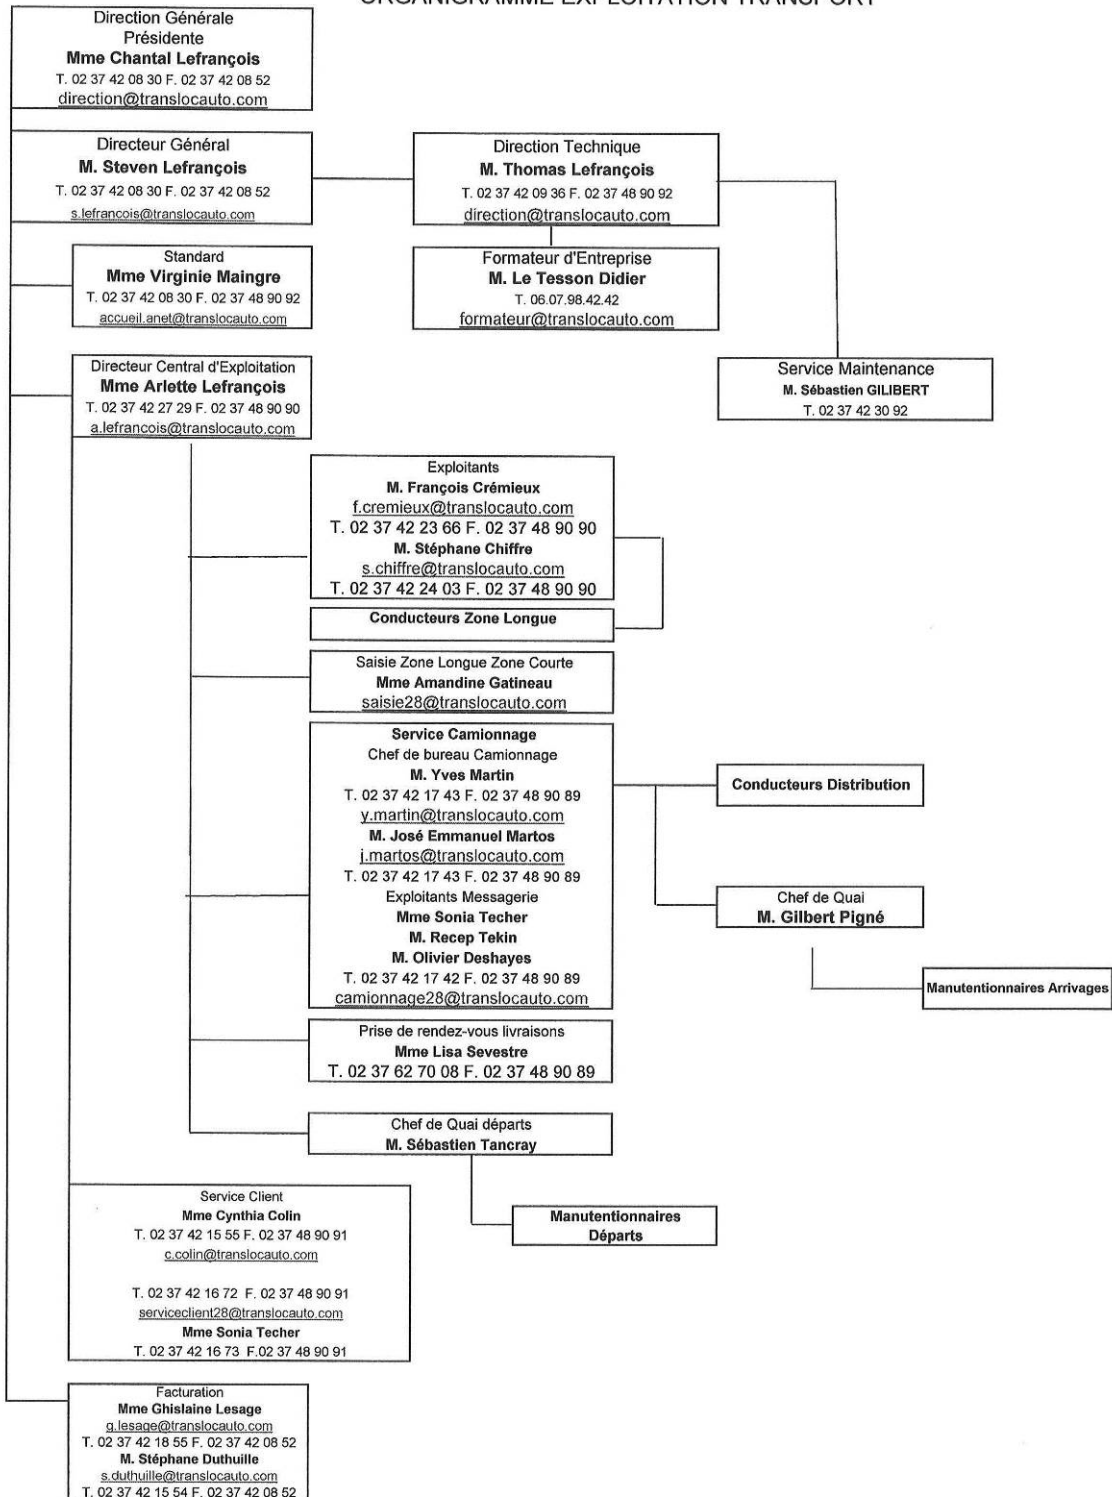 ORGANIGRAMME EXPLOITATION TRANSPORT
Direction Générale
Présidente
Mme Chantal Lefrançois
T. 02 37 42 08 30 F. 02 37 42 08 52
direction@translocauto.com
Directeur Général
M. Steven Lefrançois
T. 02 37 42 08 30 F. 02 37 42 08 52
s.lefrancois@translocauto.com
Direction Technique
M. Thomas Lefrançois
T. 02 37 42 09 36 F. 02 37 48 90 92
direction@translocauto.com
Standard
Mme Virginie Maingre
T. 02 37 42 08 30 F. 02 37 48 90 92
accueil.anet@translocauto.com
Formateur d'Entreprise
M. Le Tesson Didier
T. 06.07.98.42.42
formateur@translocauto.com
Directeur Central d'Exploitation
Mme Arlette Lefrançois
T. 02 37 42 27 29 F. 02 37 48 90 90
a.lefrancois@translocauto.com
Service Maintenance
M. Sébastien GILIBERT
T. 02 37 42 30 92
Exploitants
M. François Crémieux
f.cremieux@translocauto.com
T. 02 37 42 23 66 F. 02 37 48 90 90
M. Stéphane Chiffre
s.chiffre@translocauto.com
T. 02 37 42 24 03 F. 02 37 48 90 90
Conducteurs Zone Longue
Saisie Zone Longue Zone Courte
Mme Amandine Gatineau
saisie28@translocauto.com
Service Camionnage
Chef de bureau Camionnage
M. Yves Martin
T. 02 37 42 17 43 F. 02 37 48 90 89
y.martin@translocauto.com
M. José Emmanuel Martos
j.martos@translocauto.com
T. 02 37 42 17 43 F. 02 37 48 90 89
Exploitants Messagerie
Mme Sonia Techer
M. Recep Tekin
M. Olivier Deshayes
T. 02 37 42 17 42 F. 02 37 48 90 89
camionnage28@translocauto.com
Conducteurs Distribution
Chef de Quai
M. Gilbert Pigné
Manutentionnaires Arrivages
Prise de rendez-vous livraisons
Mme Lisa Sevestre
T. 02 37 62 70 08 F. 02 37 48 90 89
Chef de Quai départs
M. Sébastien Tancray
Manutentionnaires
Départs
Service Client
Mme Cynthia Colin
T. 02 37 42 15 55 F. 02 37 48 90 91
c.colin@translocauto.com
T. 02 37 42 16 72 F. 02 37 48 90 91
serviceclient28@translocauto.com
Mme Sonia Techer
T. 02 37 42 16 73 F.02 37 48 90 91
Facturation
Mme Ghislaine Lesage
g.lesage@translocauto.com
T. 02 37 42 18 55 F. 02 37 42 08 52
M. Stéphane Duthuille
s.duthuille@translocauto.com
T. 02 37 42 15 54 F. 02 37 42 08 52